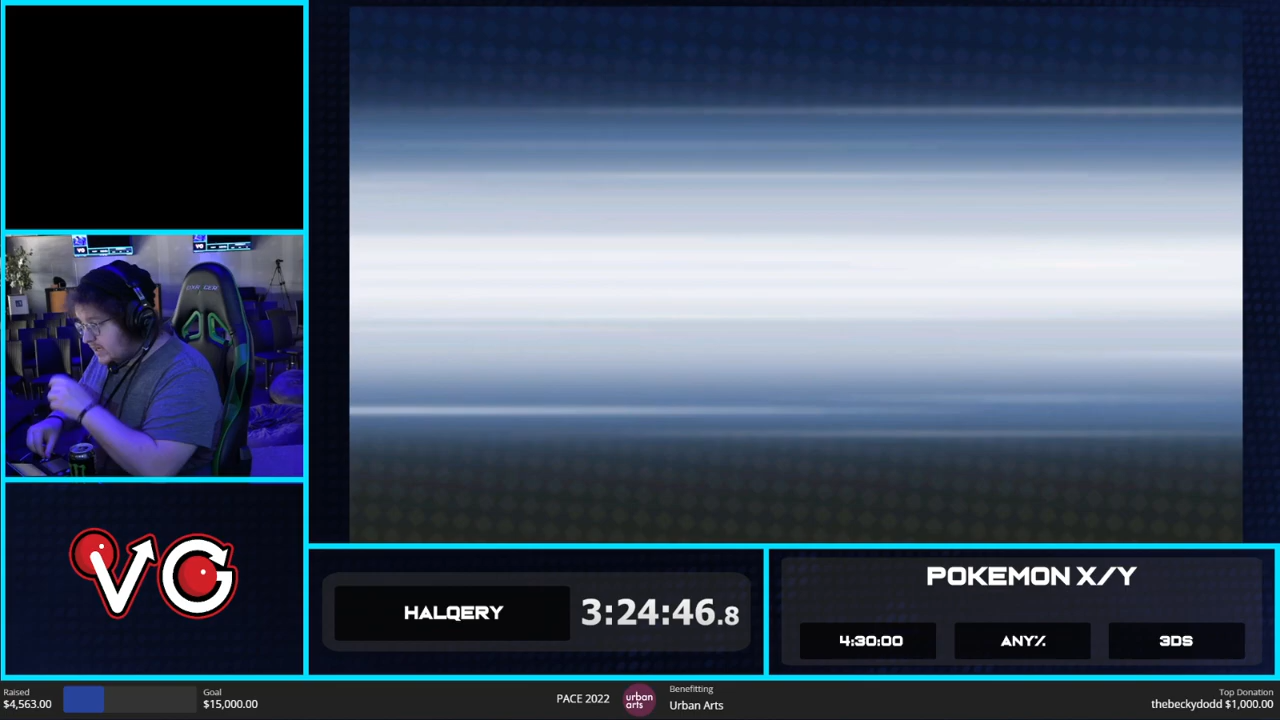 VG
HALQERY
3:24:46.8
POKEMON X/Y
4:30:00
ANY%
3DS
Raised
$4,563.00
Goal
$15,000.00
PACE 2022
urban
arts
Benefitting
Urban Arts
Top Donation
thebeckydodd $1,000.00